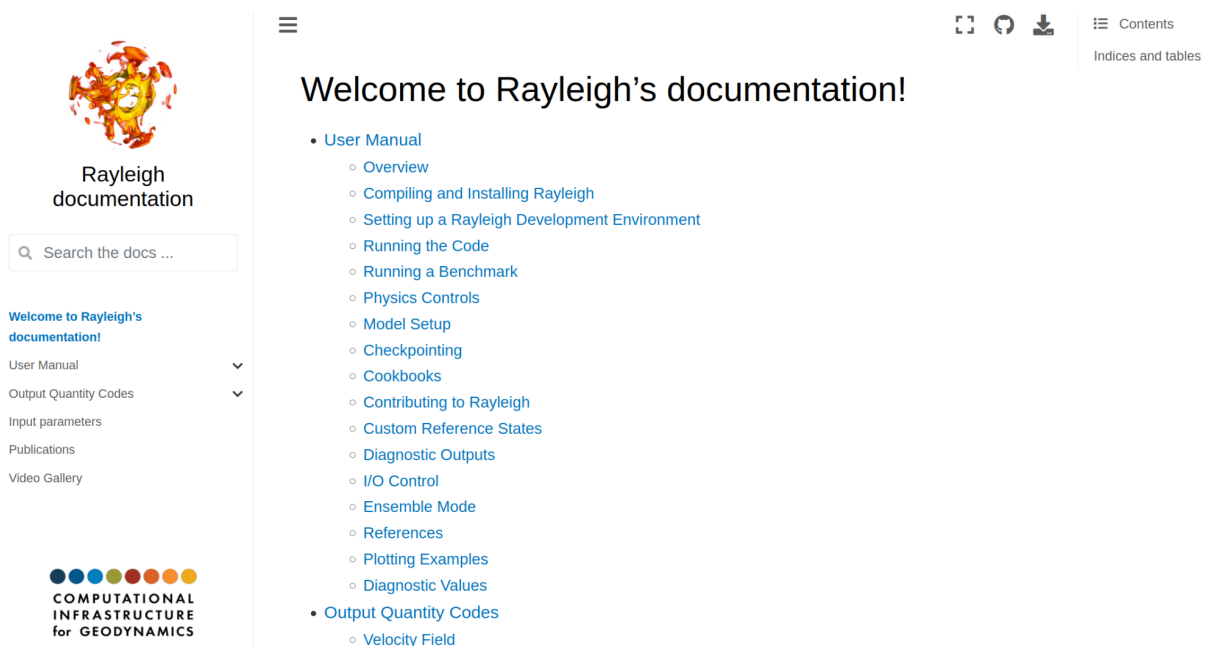 Rayleigh
documentation
Search the docs ...
Welcome to Rayleigh's
documentation!
User Manual
Output Quantity Codes
Input parameters
Publications
Video Gallery
COMPUTATIONAL
INFRASTRUCTURE
for GEODYNAMICS
Welcome to Rayleigh’s documentation!
User Manual
Overview
Compiling and Installing Rayleigh
Setting up a Rayleigh Development Environment
Running the Code
Running a Benchmark
Physics Controls
Model Setup
Checkpointing
Cookbooks
Contributing to Rayleigh
Custom Reference States
Diagnostic Outputs
I/O Control
Ensemble Mode
References
Plotting Examples
Diagnostic Values
Output Quantity Codes
Velocity Field
Contents
Indices and tables